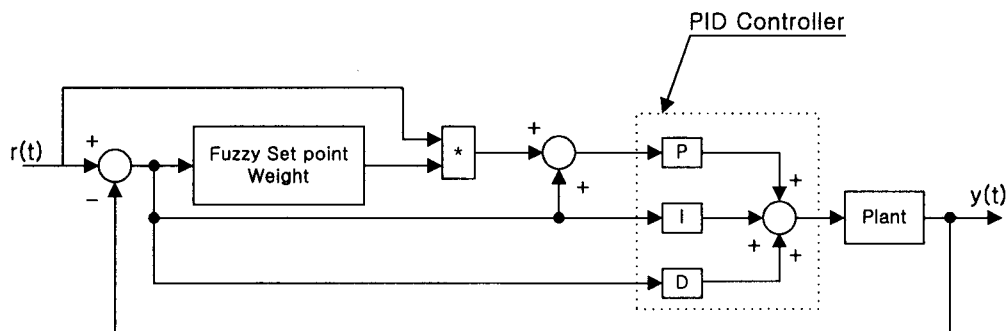 PID Controller
r(t)
+
−
Fuzzy Set point
Weight
*
+
+
P
I
D
+
+
+
Plant
y(t)